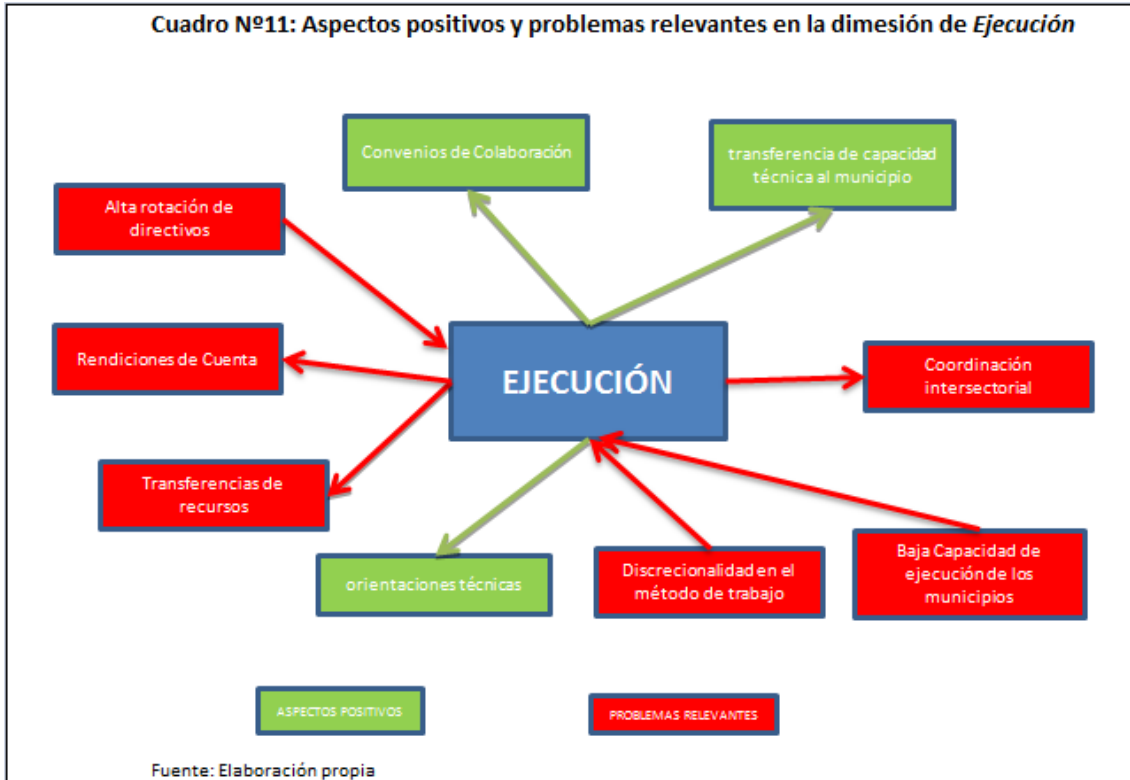 Cuadro Nº11: Aspectos positivos y problemas relevantes en la dimesión de Ejecución
Convenios de Colaboración
transferencia de capacidad
técnica al municipio
Alta rotación de
directivos
Rendiciones de Cuenta
EJECUCIÓN
Coordinación
intersectorial
Transferencias de
recursos
orientaciones técnicas
Discrecionalidad en el
método de trabajo
Baja Capacidad de
ejecución de los
municipios
ASPECTOS POSITIVOS
PROBLEMAS RELEVANTES
Fuente: Elaboración propia